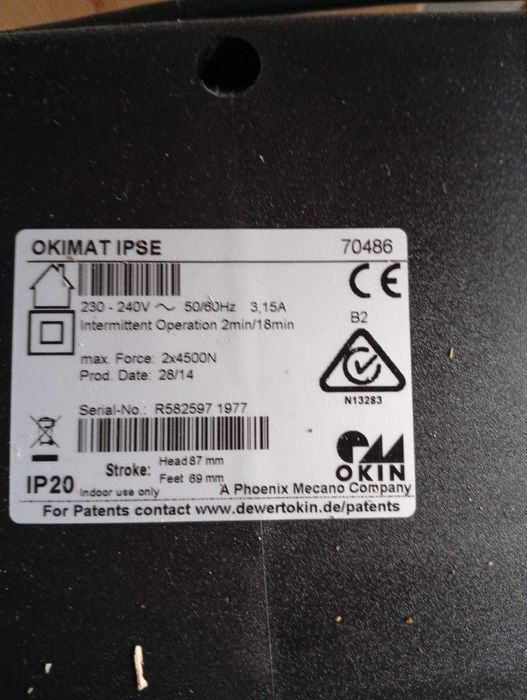 OKIMAT IPSE 70486
CE
230 - 240V ~ 50/60Hz 3,15A
Intermittent Operation 2min/18min
B2
max. Force: 2x4500N
Prod. Date: 28/14
N13283
Serial-No.: R582597 1977
OKIN
Stroke: Head 87 mm
Feet 69 mm
IP20 Indoor use only
A Phoenix Mecano Company
For Patents contact www.dewertokin.de/patents